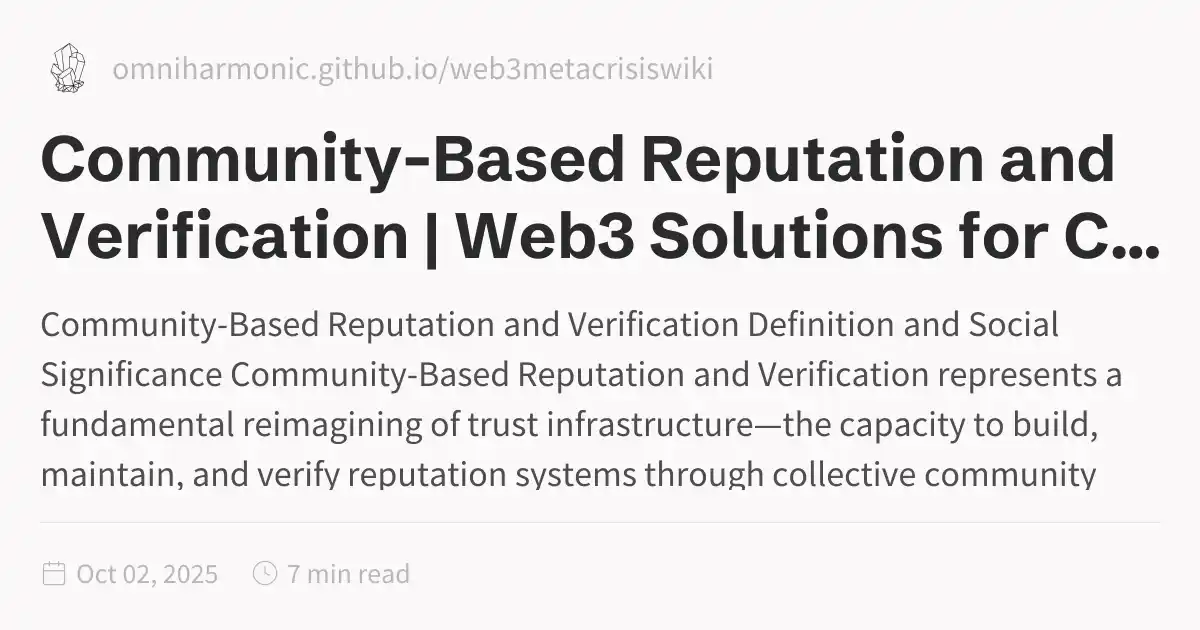 omniharmonic.github.io/web3metacrisiswiki
Community-Based Reputation and
Verification | Web3 Solutions for C...
Community-Based Reputation and Verification Definition and Social
Significance Community-Based Reputation and Verification represents a
fundamental reimagining of trust infrastructure—the capacity to build,
maintain, and verify reputation systems through collective community
Oct 02, 2025
7 min read